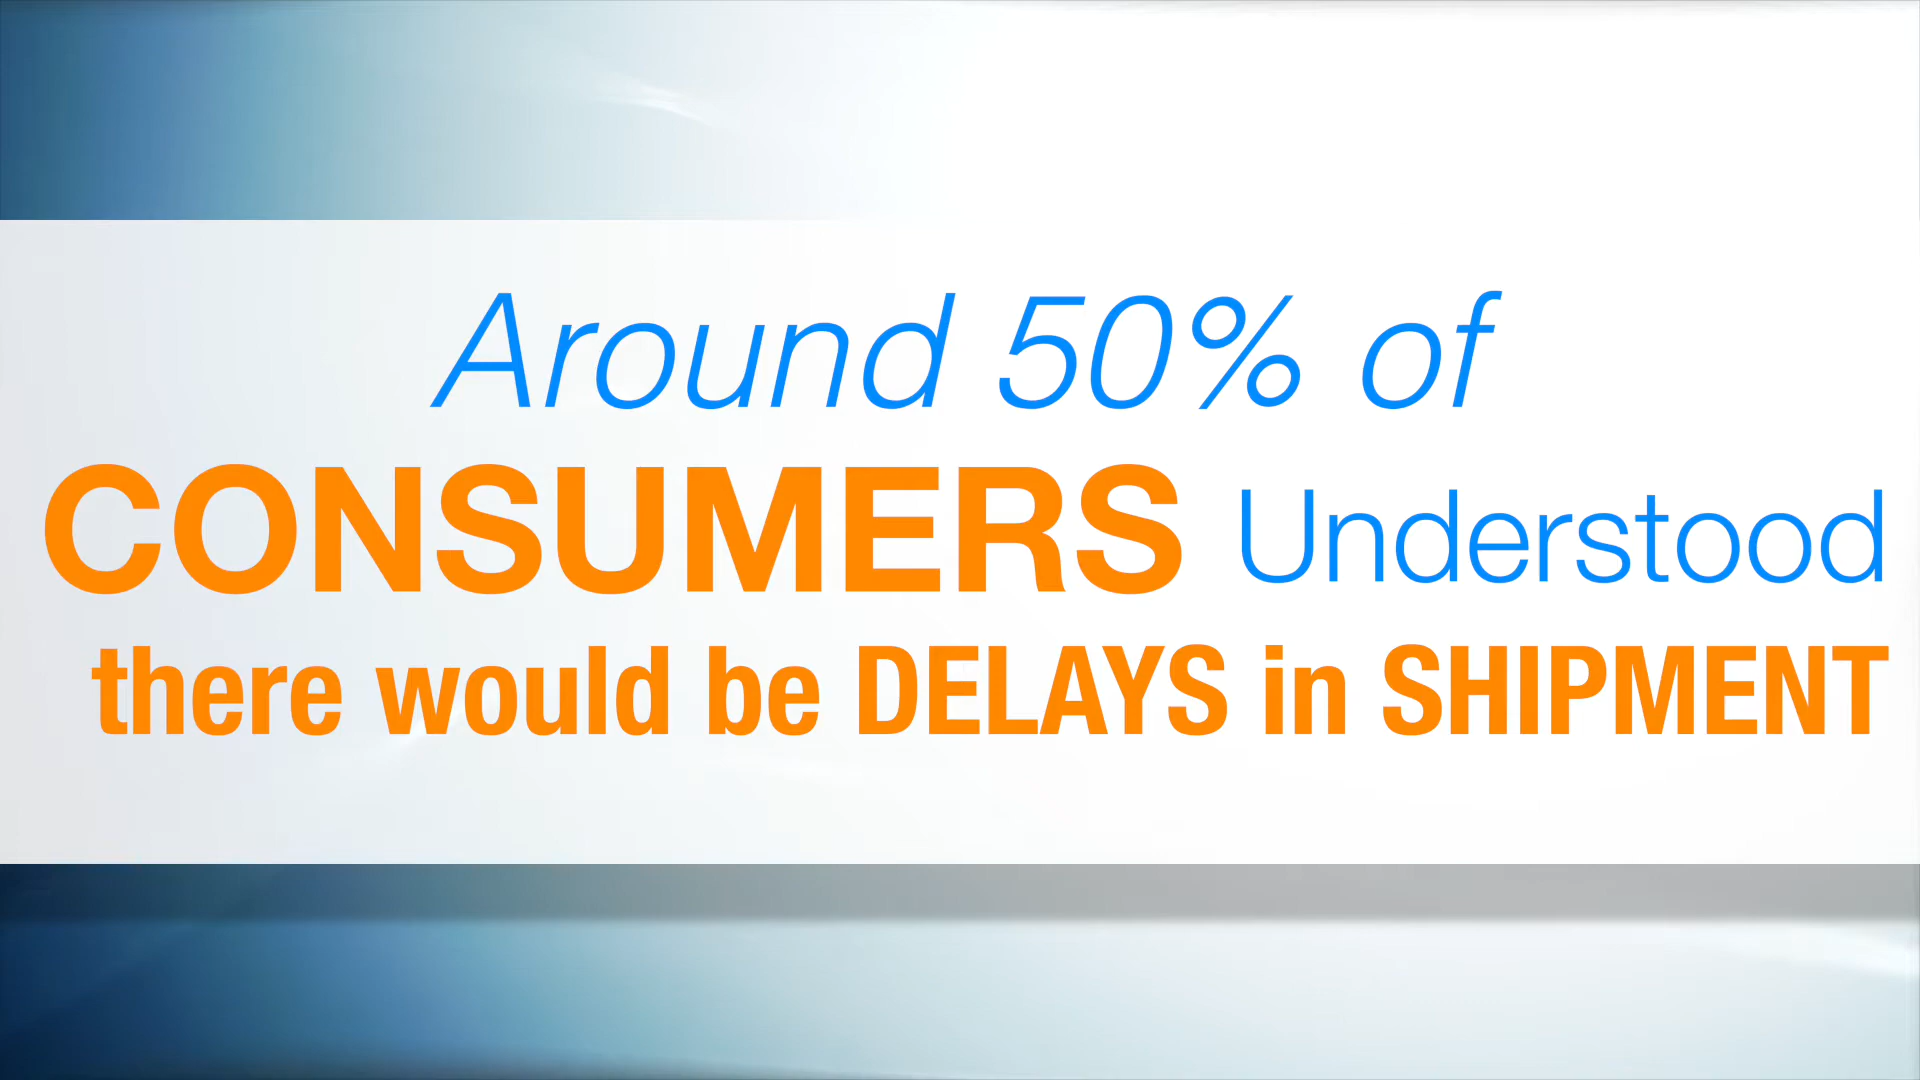 Around 50% of
CONSUMERS Understood
there would be DELAYS in SHIPMENT